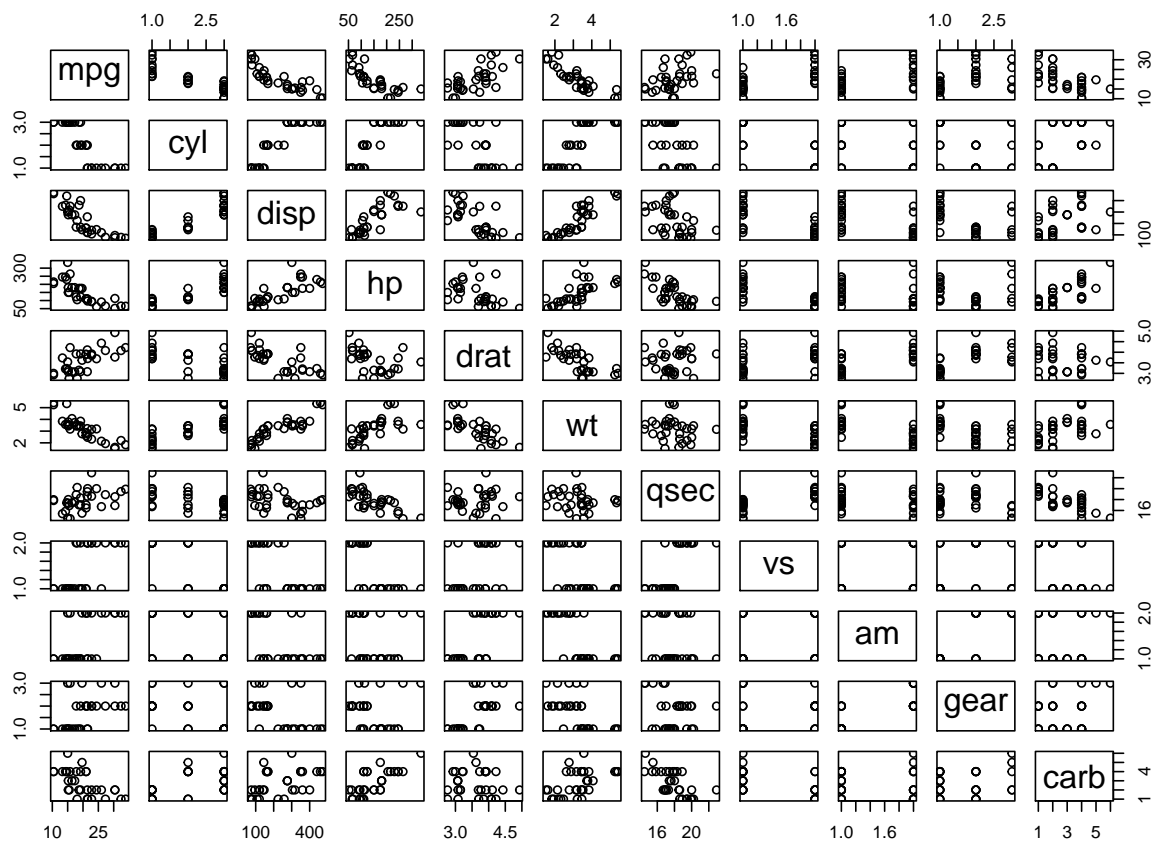 1.0 2.5 50 250 2 4 1.0 1.6 1.0 2.5
mpg 10 30
1.0 3.0 cyl
disp 100
50 300 hp
drat 3.0 5.0
2 5 wt
qsec 16
1.0 2.0 vs
am 1.0 2.0
1.0 3.0 gear
carb 1 4
10 25 100 400 3.0 4.5 16 20 1.0 1.6 1 3 5